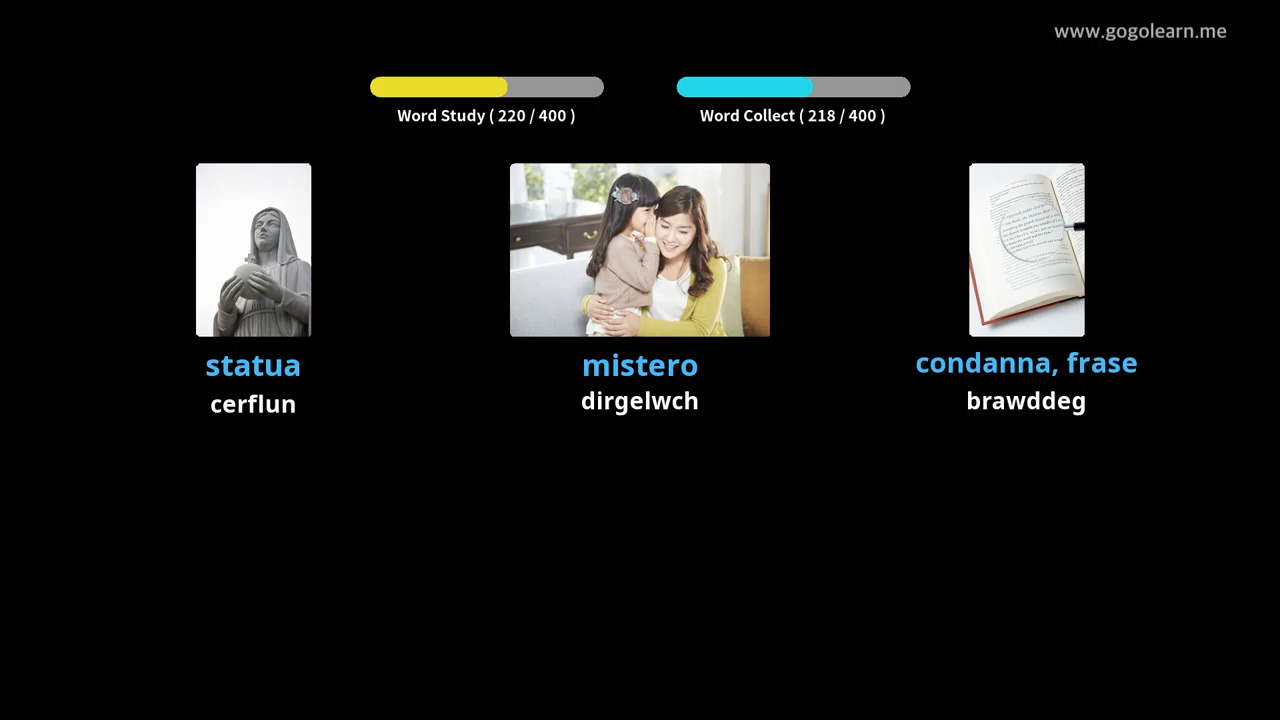 www.gogolearn.me
Word Study ( 220 / 400 )
Word Collect ( 218 / 400 )
statua
cerflun
mistero
dirgelwch
condanna, frase
brawddeg